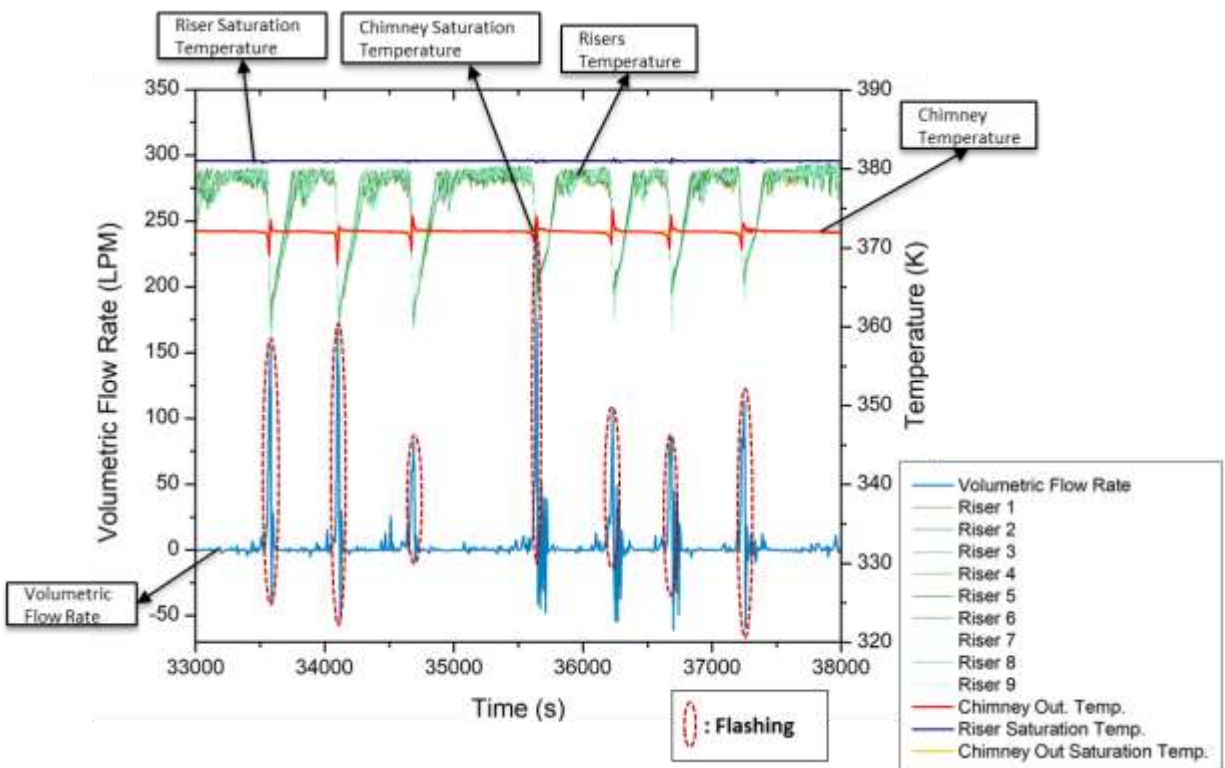 Riser Saturation
Temperature
Chimney Saturation
Temperature
Risers
Temperature
Chimney
Temperature
350
300
250
200
150
100
50
0
-50
Volumetric Flow Rate (LPM)
390
380
370
360
350
340
330
320
Temperature (K)
Volumetric
Flow Rate
33000 34000 35000 36000 37000 38000
Time (s)
: Flashing
Volumetric Flow Rate
Riser 1
Riser 2
Riser 3
Riser 4
Riser 5
Riser 6
Riser 7
Riser 8
Riser 9
Chimney Out. Temp.
Riser Saturation Temp.
Chimney Out Saturation Temp.